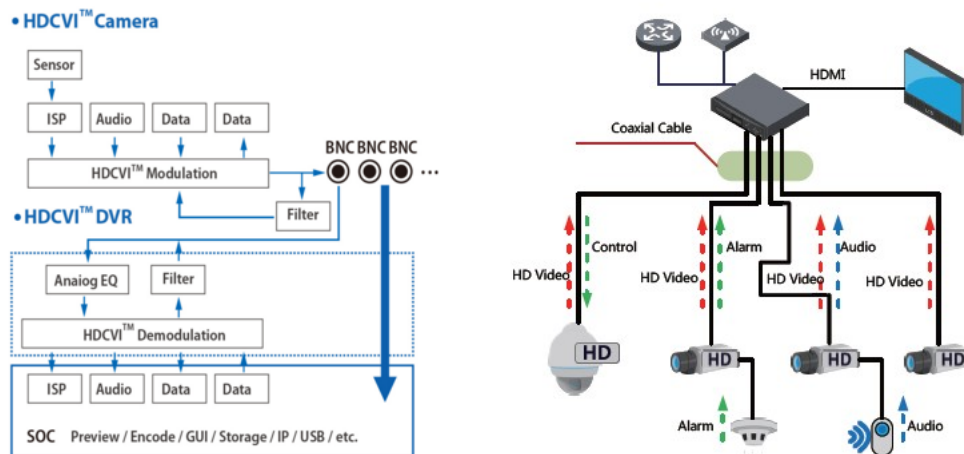 • HDCVI™ Camera
Sensor
ISP Audio Data Data
HDCVI™ Modulation
BNC BNC BNC ...
Filter
• HDCVI™ DVR
Anaiog EQ Filter
HDCVI™ Demodulation
ISP Audio Data Data
SOC Preview / Encode / GUI / Storage / IP / USB / etc.
HDMI
Coaxial Cable
Control Alarm Audio
HD Video HD Video HD Video HD Video
HD HD HD HD
Alarm Audio